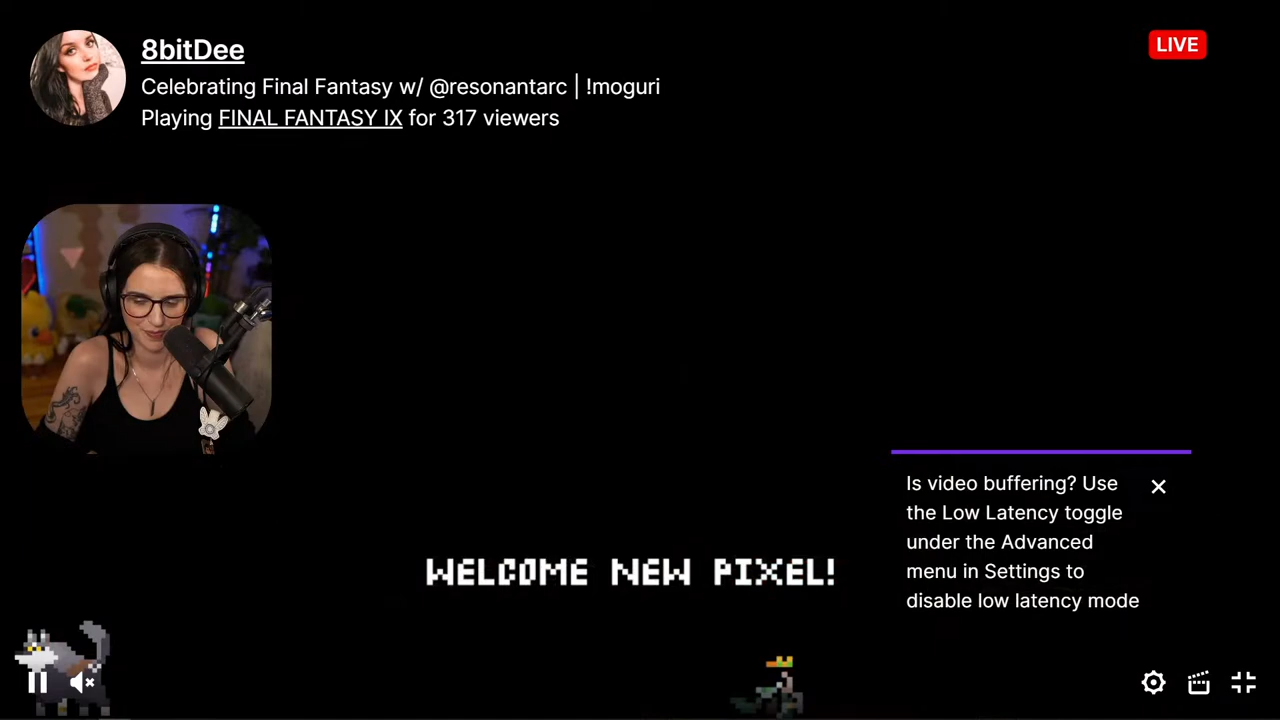 8bitDee
LIVE
Celebrating Final Fantasy w/ @resonantarc | !moguri
Playing FINAL FANTASY IX for 317 viewers
Is video buffering? Use
the Low Latency toggle
under the Advanced
menu in Settings to
disable low latency mode
WELCOME NEW PIXEL!